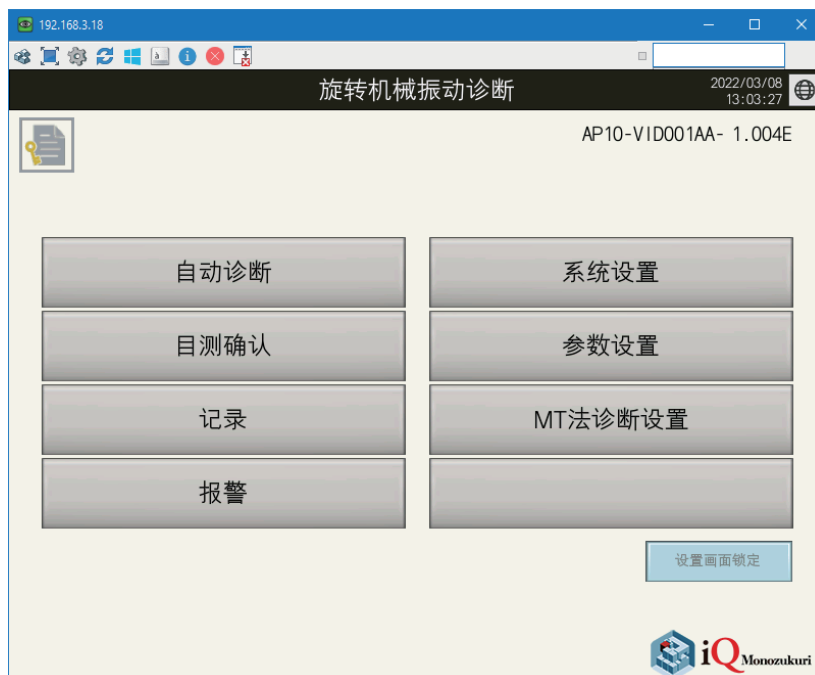 192.168.3.18
旋转机械振动诊断
2022/03/08
13:03:27
AP10-VID001AA- 1.004E
自动诊断
系统设置
目测确认
参数设置
记录
MT法诊断设置
报警
设置画面锁定
iQ Monozukuri